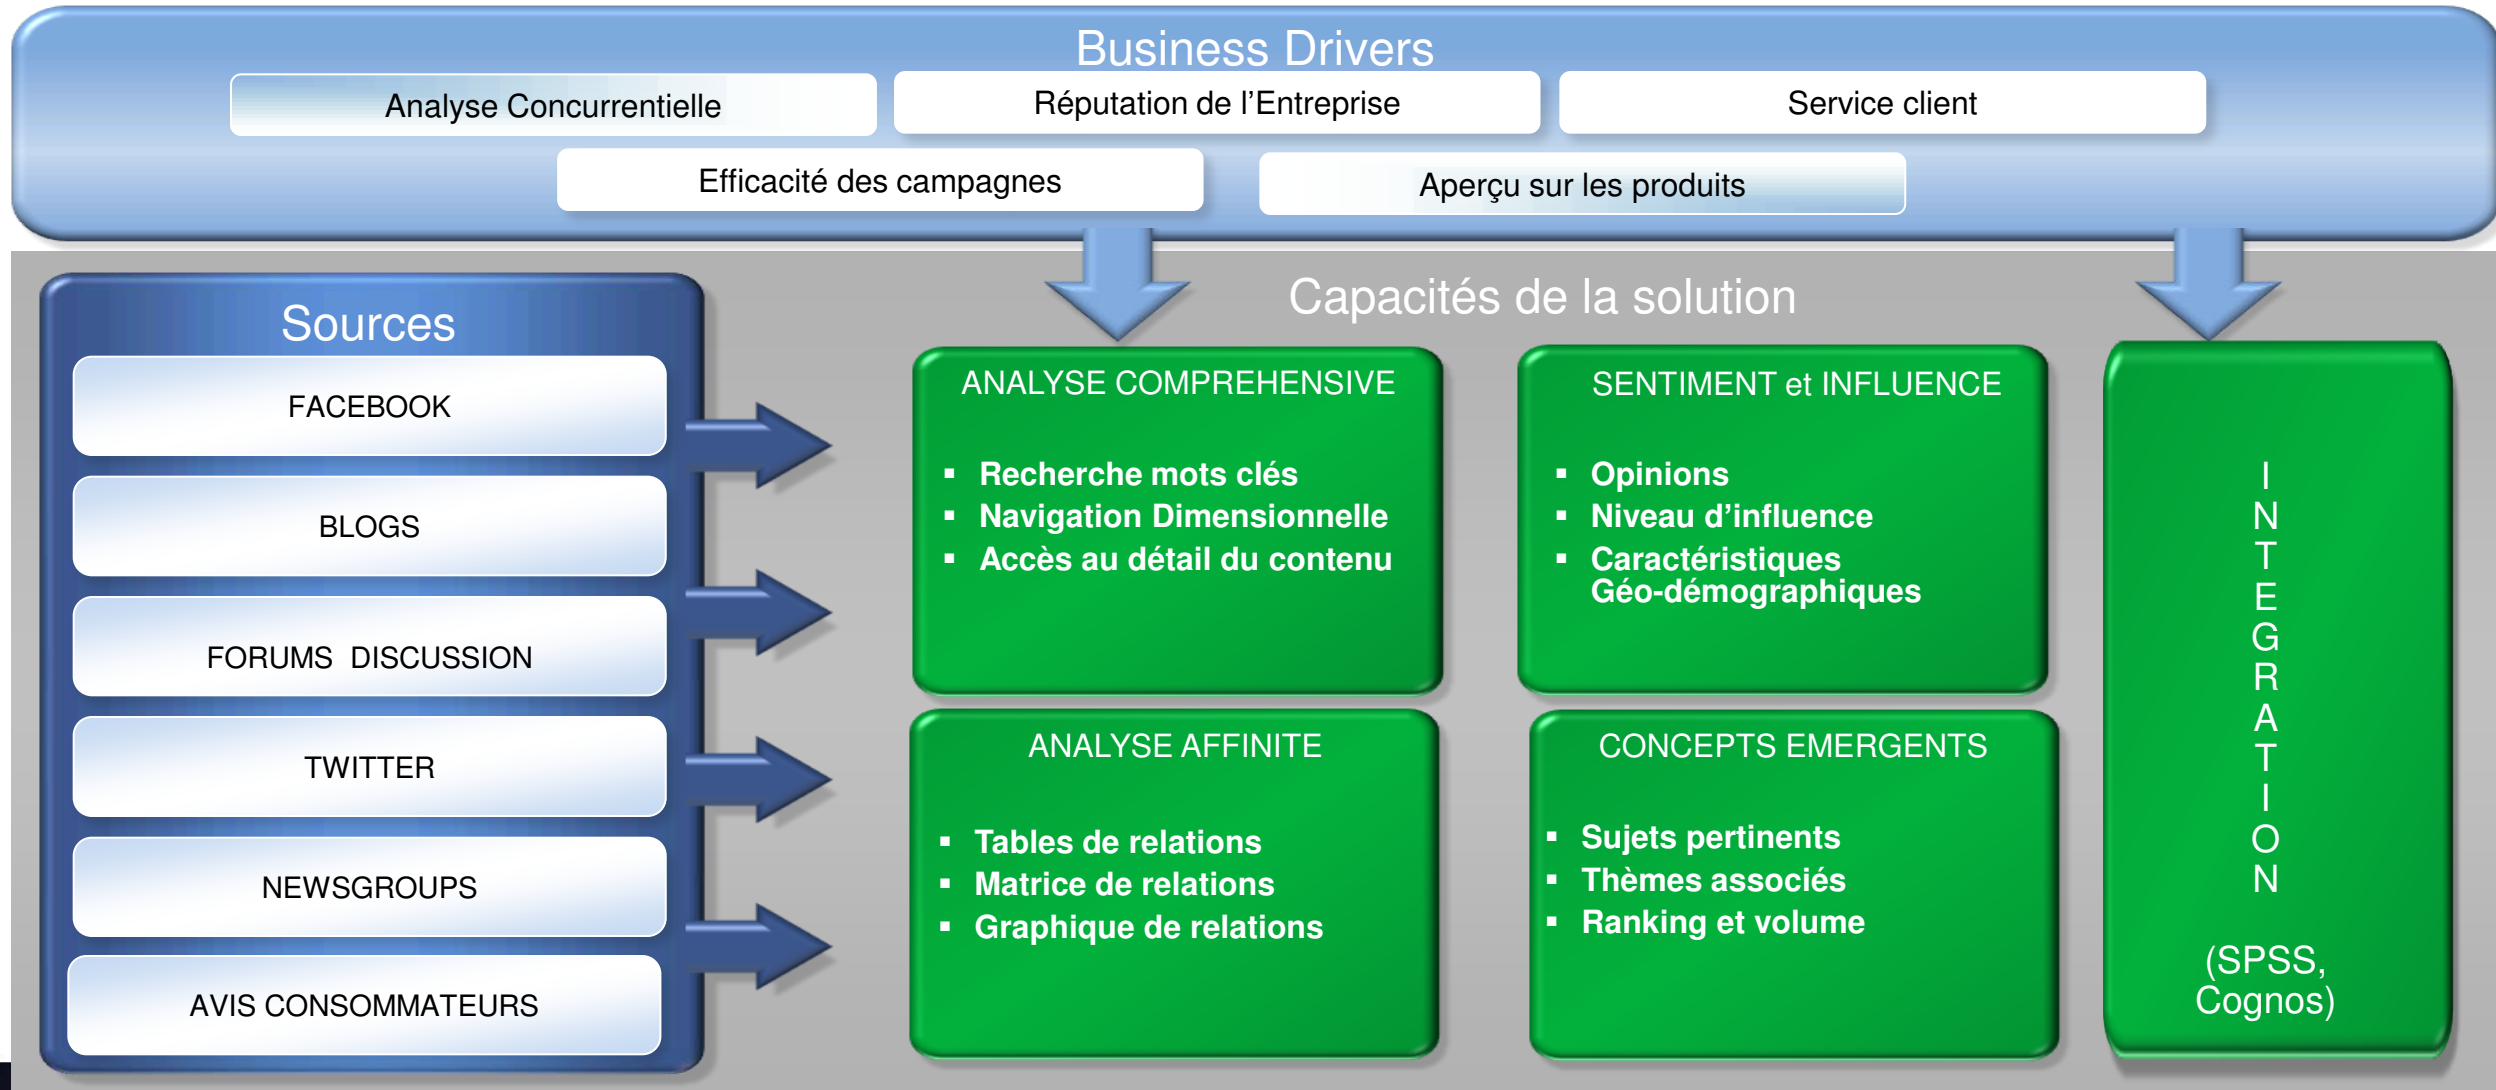 Business Drivers
Analyse Concurrentielle
Réputation de l'Entreprise
Service client
Efficacité des campagnes
Aperçu sur les produits
Capacités de la solution
Sources
FACEBOOK
BLOGS
FORUMS  DISCUSSION
TWITTER
NEWSGROUPS
AVIS CONSOMMATEURS
ANALYSE COMPREHENSIVE
▪ Recherche mots clés
▪ Navigation Dimensionnelle
▪ Accès au détail du contenu
SENTIMENT et INFLUENCE
▪ Opinions
▪ Niveau d'influence
▪ Caractéristiques
Géo-démographiques
ANALYSE AFFINITE
▪ Tables de relations
▪ Matrice de relations
▪ Graphique de relations
CONCEPTS EMERGENTS
▪ Sujets pertinents
▪ Thèmes associés
▪ Ranking et volume
I
N
T
E
G
R
A
T
I
O
N
(SPSS,
Cognos)